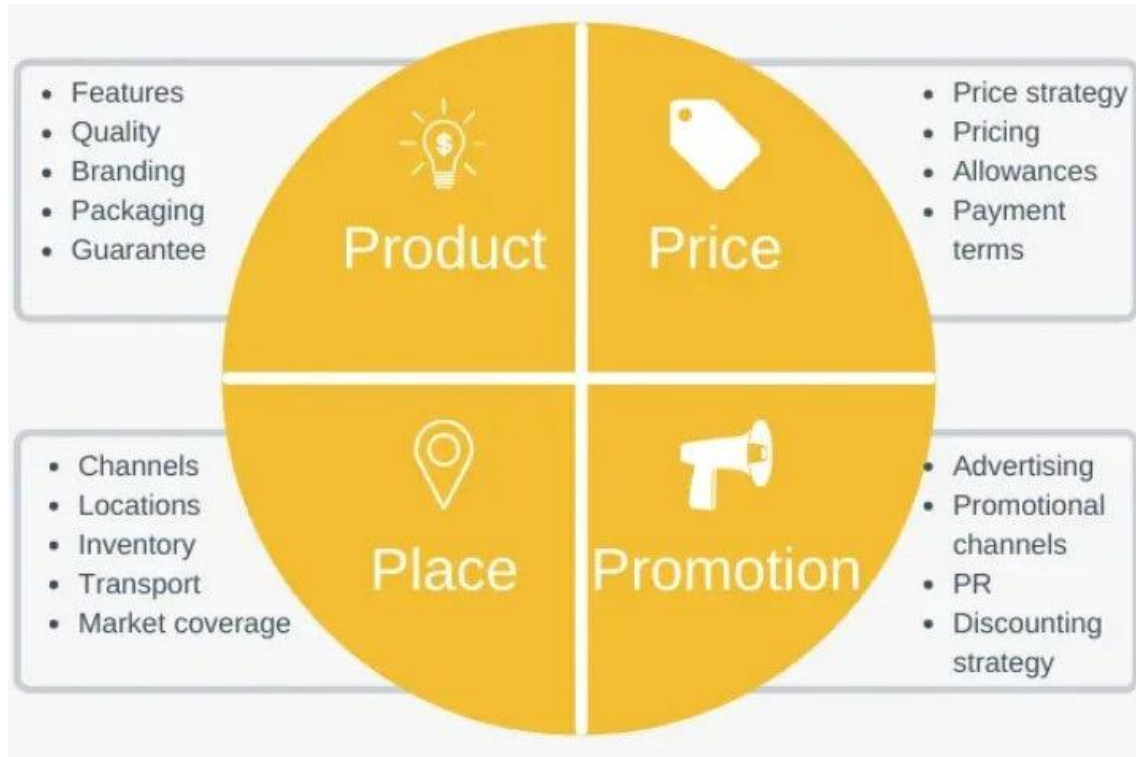 • Features
• Quality
• Branding
• Packaging
• Guarantee
$
Product
Price
• Price strategy
• Pricing
• Allowances
• Payment
terms
• Channels
• Locations
• Inventory
• Transport
• Market coverage
Place
Promotion
• Advertising
• Promotional
channels
• PR
• Discounting
strategy